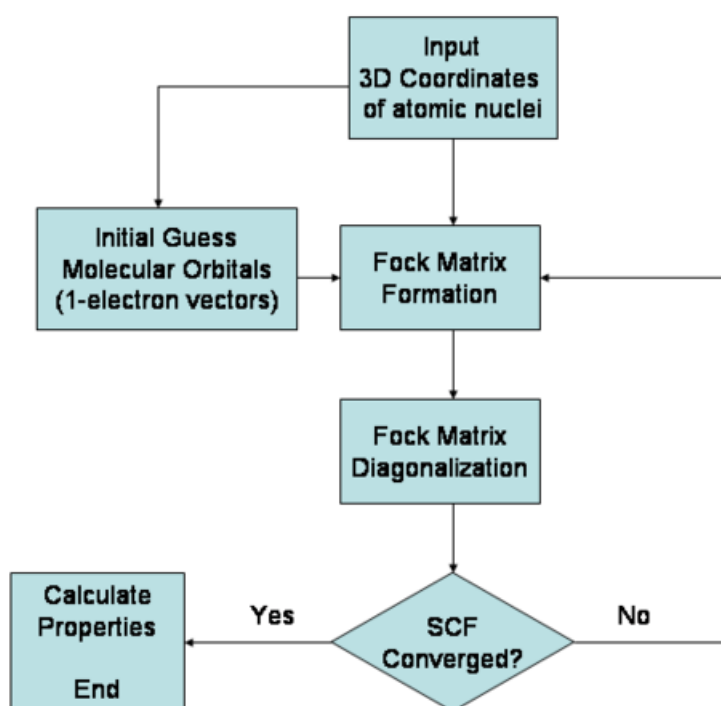 Input
3D Coordinates
of atomic nuclei
Initial Guess
Molecular Orbitals
(1-electron vectors)
Fock Matrix
Formation
Fock Matrix
Diagonalization
SCF
Converged?
Yes
No
Calculate
Properties
End